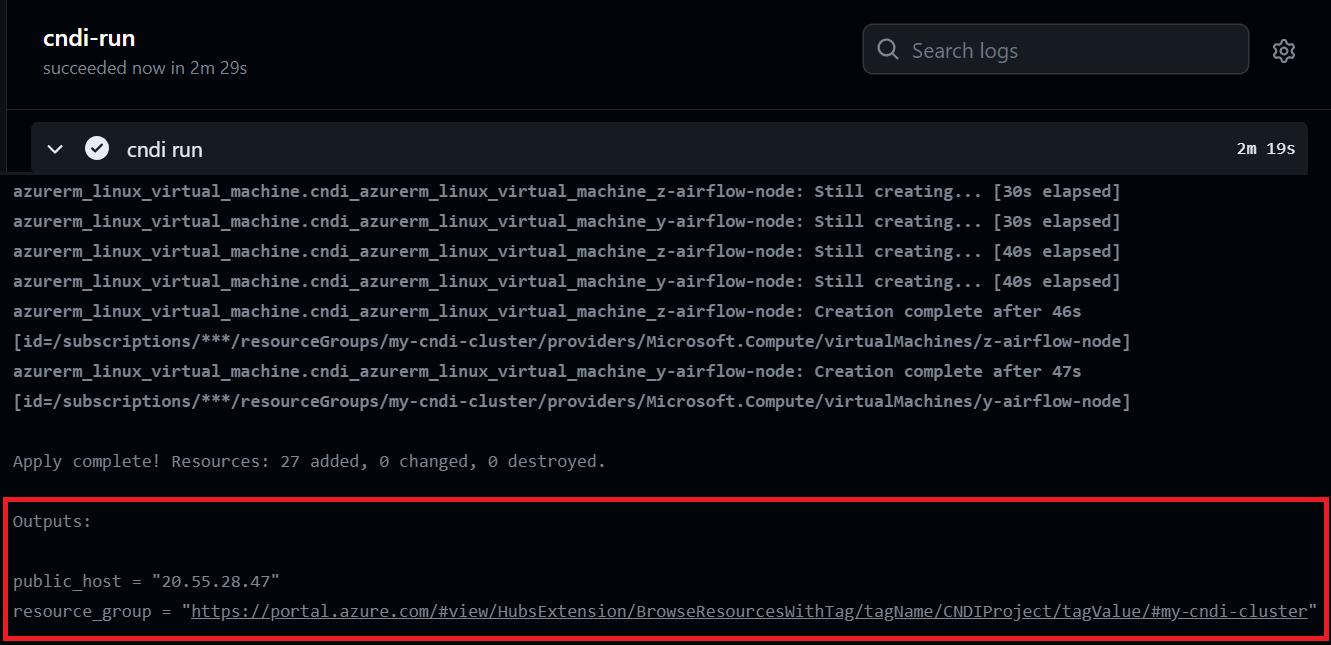 cndi-run
succeeded now in 2m 29s
Search logs
cndi run
2m 19s
azurerm_linux_virtual_machine.cndi_azurerm_linux_virtual_machine_z-airflow-node: Still creating... [30s elapsed]
azurerm_linux_virtual_machine.cndi_azurerm_linux_virtual_machine_y-airflow-node: Still creating... [30s elapsed]
azurerm_linux_virtual_machine.cndi_azurerm_linux_virtual_machine_z-airflow-node: Still creating... [40s elapsed]
azurerm_linux_virtual_machine.cndi_azurerm_linux_virtual_machine_y-airflow-node: Still creating... [40s elapsed]
azurerm_linux_virtual_machine.cndi_azurerm_linux_virtual_machine_z-airflow-node: Creation complete after 46s
[id=/subscriptions/***/resourceGroups/my-cndi-cluster/providers/Microsoft.Compute/virtualMachines/z-airflow-node]
azurerm_linux_virtual_machine.cndi_azurerm_linux_virtual_machine_y-airflow-node: Creation complete after 47s
[id=/subscriptions/***/resourceGroups/my-cndi-cluster/providers/Microsoft.Compute/virtualMachines/y-airflow-node]
Apply complete! Resources: 27 added, 0 changed, 0 destroyed.
Outputs:
public_host = "20.55.28.47"
resource_group = "https://portal.azure.com/#view/HubsExtension/BrowseResourcesWithTag/tagName/CNDIProject/tagValue/#my-cndi-cluster"